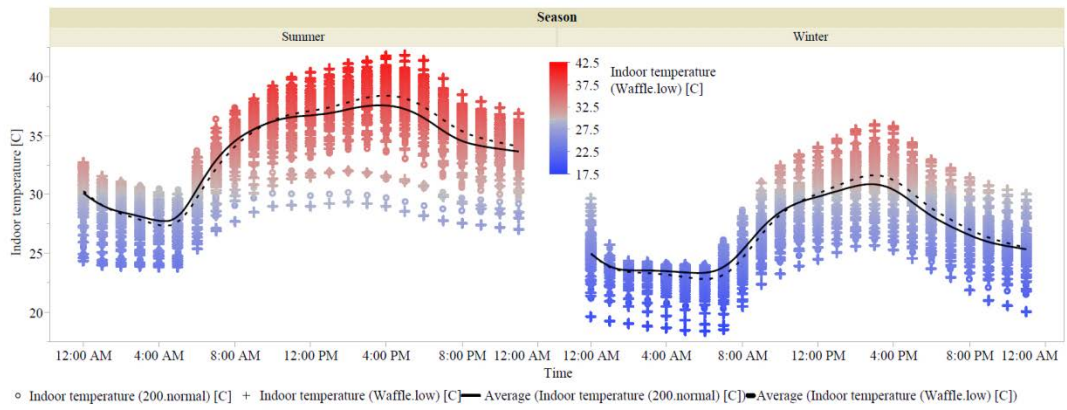 Season
Summer
Winter
40
35
30
25
20
Indoor temperature [C]
42.5
37.5
32.5
27.5
22.5
17.5
Indoor temperature
(Waffle.low) [C]
12:00 AM 4:00 AM 8:00 AM 12:00 PM 4:00 PM 8:00 PM 12:00 AM
12:00 AM 4:00 AM 8:00 AM 12:00 PM 4:00 PM 8:00 PM 12:00 AM
Time
Indoor temperature (200.normal) [C] + Indoor temperature (Waffle.low) [C] Average (Indoor temperature (200.normal) [C]) Average (Indoor temperature (Waffle.low) [C])